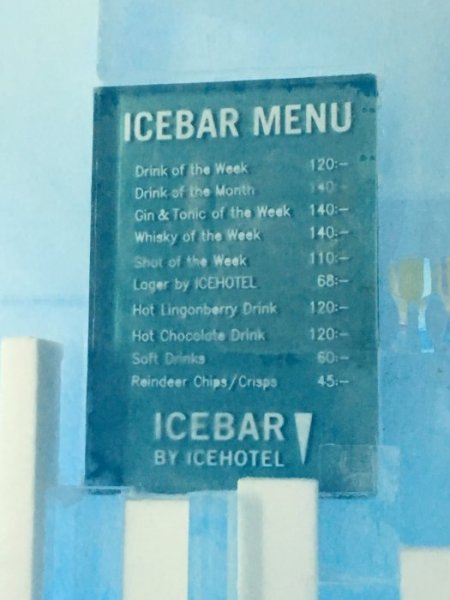 ICEBAR MENU
Drink of the Week 120:-
Drink of the Month 140:-
Gin & Tonic of the Week 140:-
Whisky of the Week 140:-
Shot of the Week 110:-
Lager by ICEHOTEL 68:-
Hot Lingonberry Drink 120:-
Hot Chocolate Drink 120:-
Soft Drinks 60:-
Reindeer Chips/Crisps 45:-
ICEBAR
BY ICEHOTEL